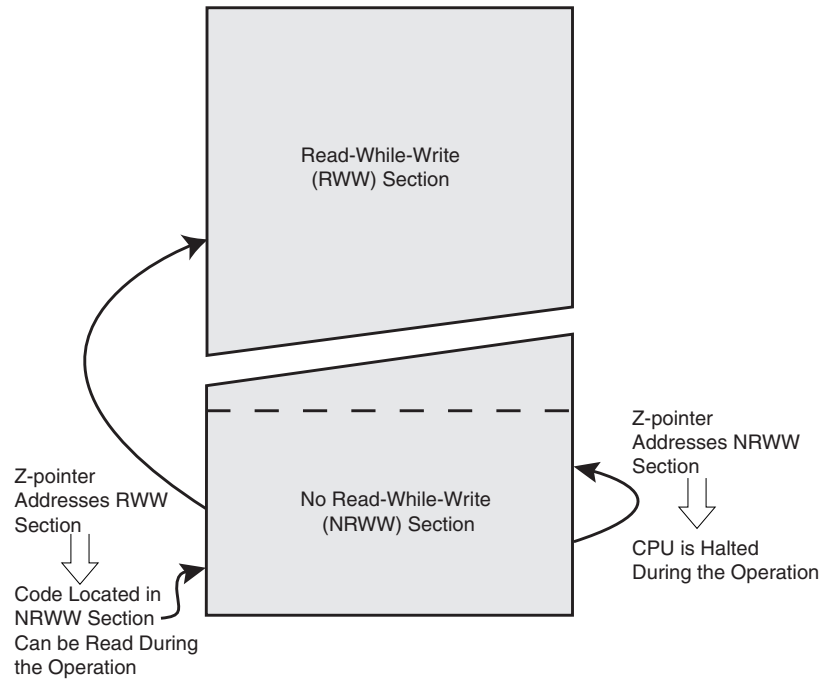 Read-While-Write
(RWW) Section
Z-pointer
Addresses NRWW
Section
Z-pointer
Addresses RWW
Section
No Read-While-Write
(NRWW) Section
CPU is Halted
During the Operation
Code Located in
NRWW Section
Can be Read During
the Operation